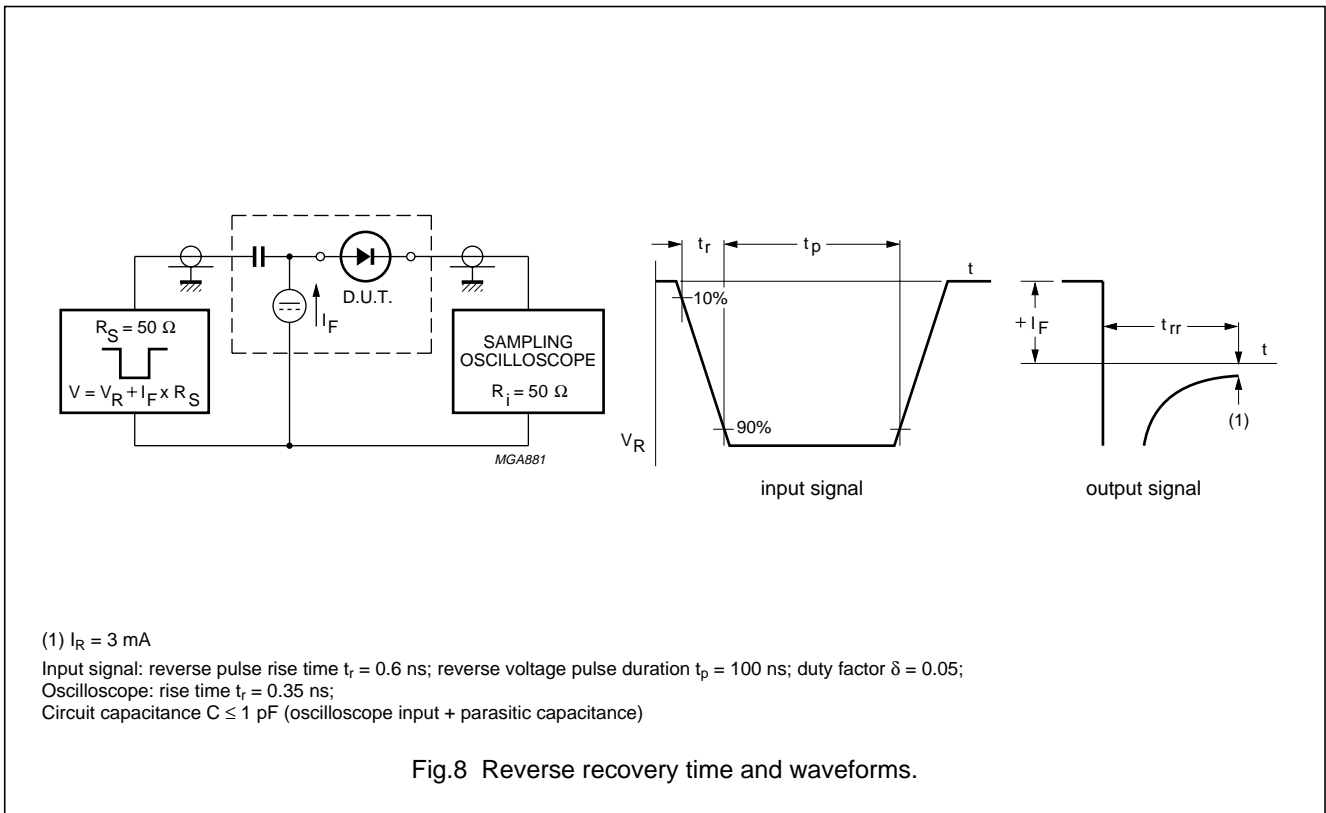 D.U.T.
I_F
R_S = 50 Ω
V = V_R + I_F x R_S
SAMPLING
OSCILLOSCOPE
R_i = 50 Ω
MGA881
t_r
t_p
t
10%
90%
V_R
input signal
+ I_F
t_rr
t
(1)
output signal
(1) I_R = 3 mA
Input signal: reverse pulse rise time t_r = 0.6 ns; reverse voltage pulse duration t_p = 100 ns; duty factor δ = 0.05;
Oscilloscope: rise time t_r = 0.35 ns;
Circuit capacitance C ≤ 1 pF (oscilloscope input + parasitic capacitance)
Fig.8 Reverse recovery time and waveforms.